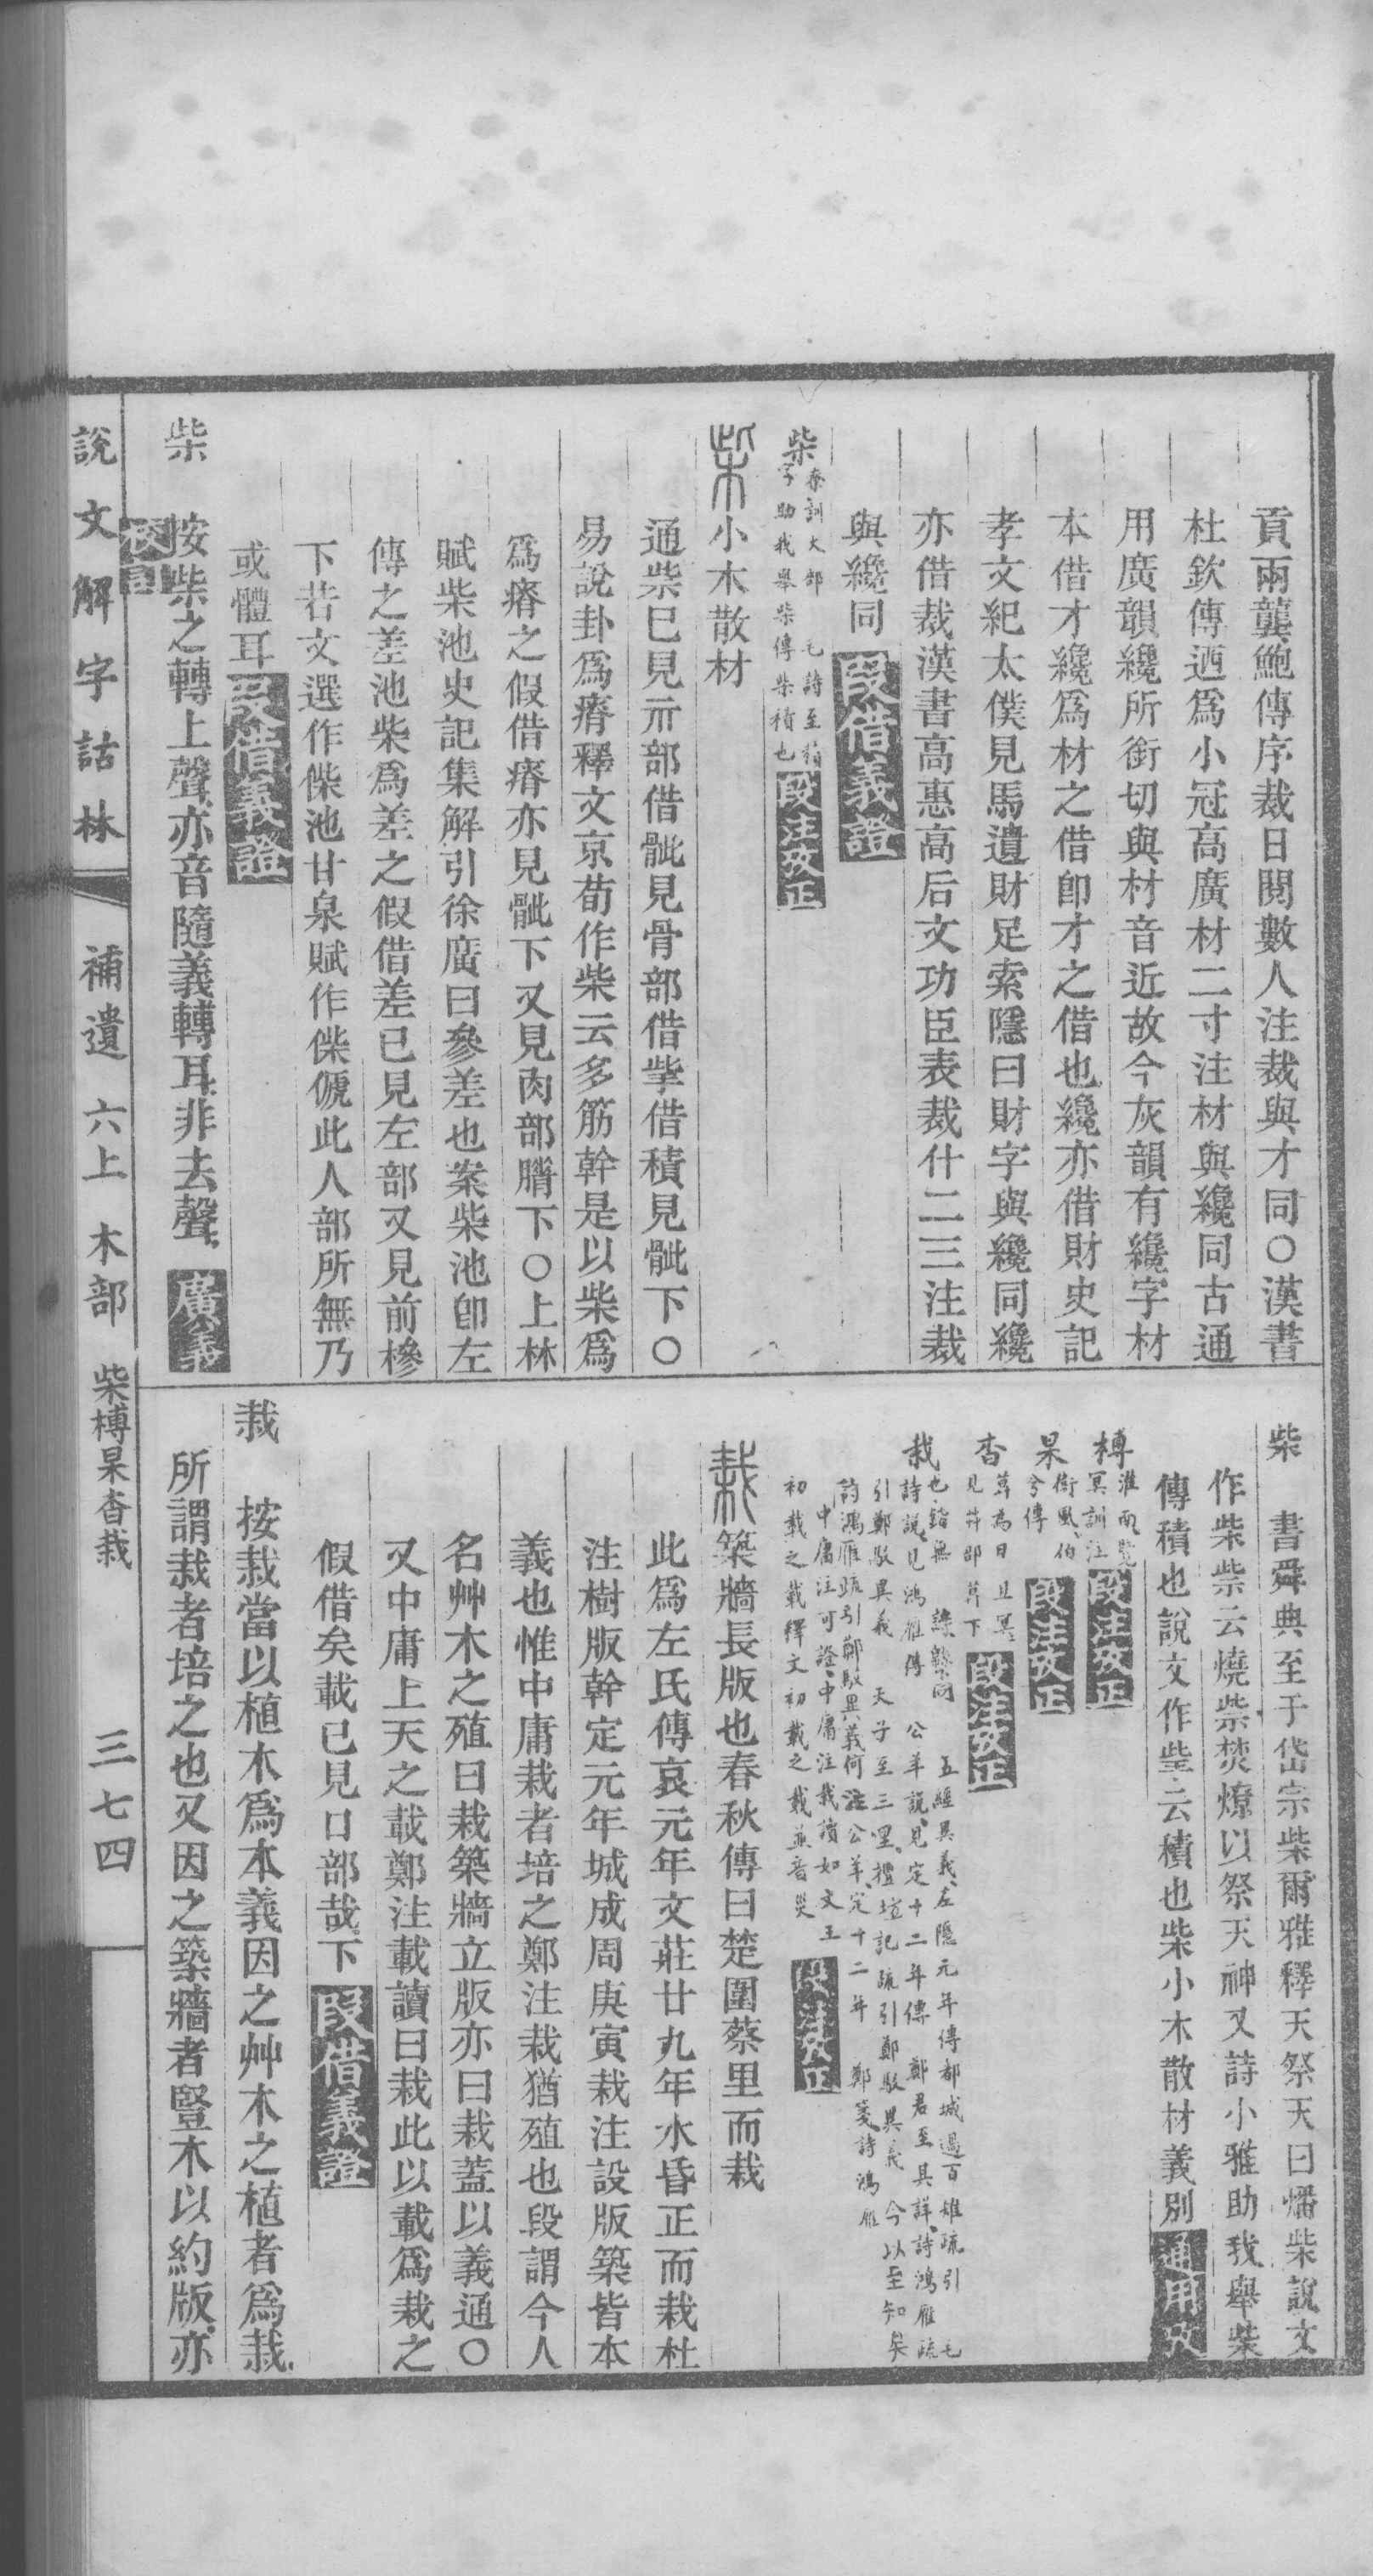 貢兩龔鮑傳序裁日閱數人注裁與才同〇漢書
杜欽傳迺爲小冠高廣材二寸注材與纔同古通
用廣韻纔所銜切與材音近故今灰韻有纔字材
本借才纔爲材之借卽才之借也纔亦借財史記
孝文紀太僕見馬遺財足索隱曰財字與纔同纔
亦借裁漢書高惠高后文功臣表裁什二三注裁
與纔同 段借義證
柴 毛詩 字助我舉柴傳柴積也 段注攷正
柴小木散材
通柴巳見示部借骴見骨部借掌借積見骴下〇
易說卦爲瘠釋文京荀作柴云多筋幹是以柴爲
爲瘠之假借瘠亦見骴下又見肉部膌下〇上林
賦柴池史記集解引徐廣曰參差也案柴池卽左
傳之差池柴爲差之假借差已見左部又見前槮
下若文選作傑池甘泉賦作傑傂此人部所無乃
或體耳 叚借義證
柴 按柴之轉上聲亦音隨義轉耳非去聲 廣義
校訂
柴 書舜典至于岱宗柴爾雅釋天祭天曰燔柴說文
作祡祡云燒柴焚燎以祭天神又詩小雅助我舉柴
傳積也說文作㧘云積也柴小木散材義別 通用攷
榑 淮南覽冥訓注 段注攷正
杲 衞風伯兮傳 段注攷正
杳 莫爲日且冥見茻部莫下 段注攷正
栽 五經異義左隱元年傳都城過百雉疏引
詩說見鴻雁傳 公羊說見定十二年傳 鄭君至具詳詩鴻雁疏
引鄭駁異義 天子至三里禮坊記疏引鄭駁異義 今以至知矣
詩鴻雁疏引鄭駁異義何注公羊定十二年 鄭箋詩鴻雁
中庸注可證中庸注栽讀如文王
初載之載釋文初載之載並音災 段注攷正
栽築牆長版也春秋傳曰楚圍蔡里而栽
此爲左氏傳哀元年文莊廿九年水昏正而栽杜
注樹版幹定元年城成周庚寅栽注設版築皆本
義也惟中庸栽者培之鄭注栽猶殖也段謂今人
名艸木之殖曰栽築牆立版亦曰栽蓋以義通〇
又中庸上天之載鄭注載讀曰栽此以載爲栽之
假借矣載已見口部哉下 叚借義證
栽 按栽當以植木爲本義因之艸木之植者爲栽
所謂栽者培之也又因之築牆者豎木以約版亦
說文解字詁林 補遺 六上 木部 柴榑杲杳栽 三七四